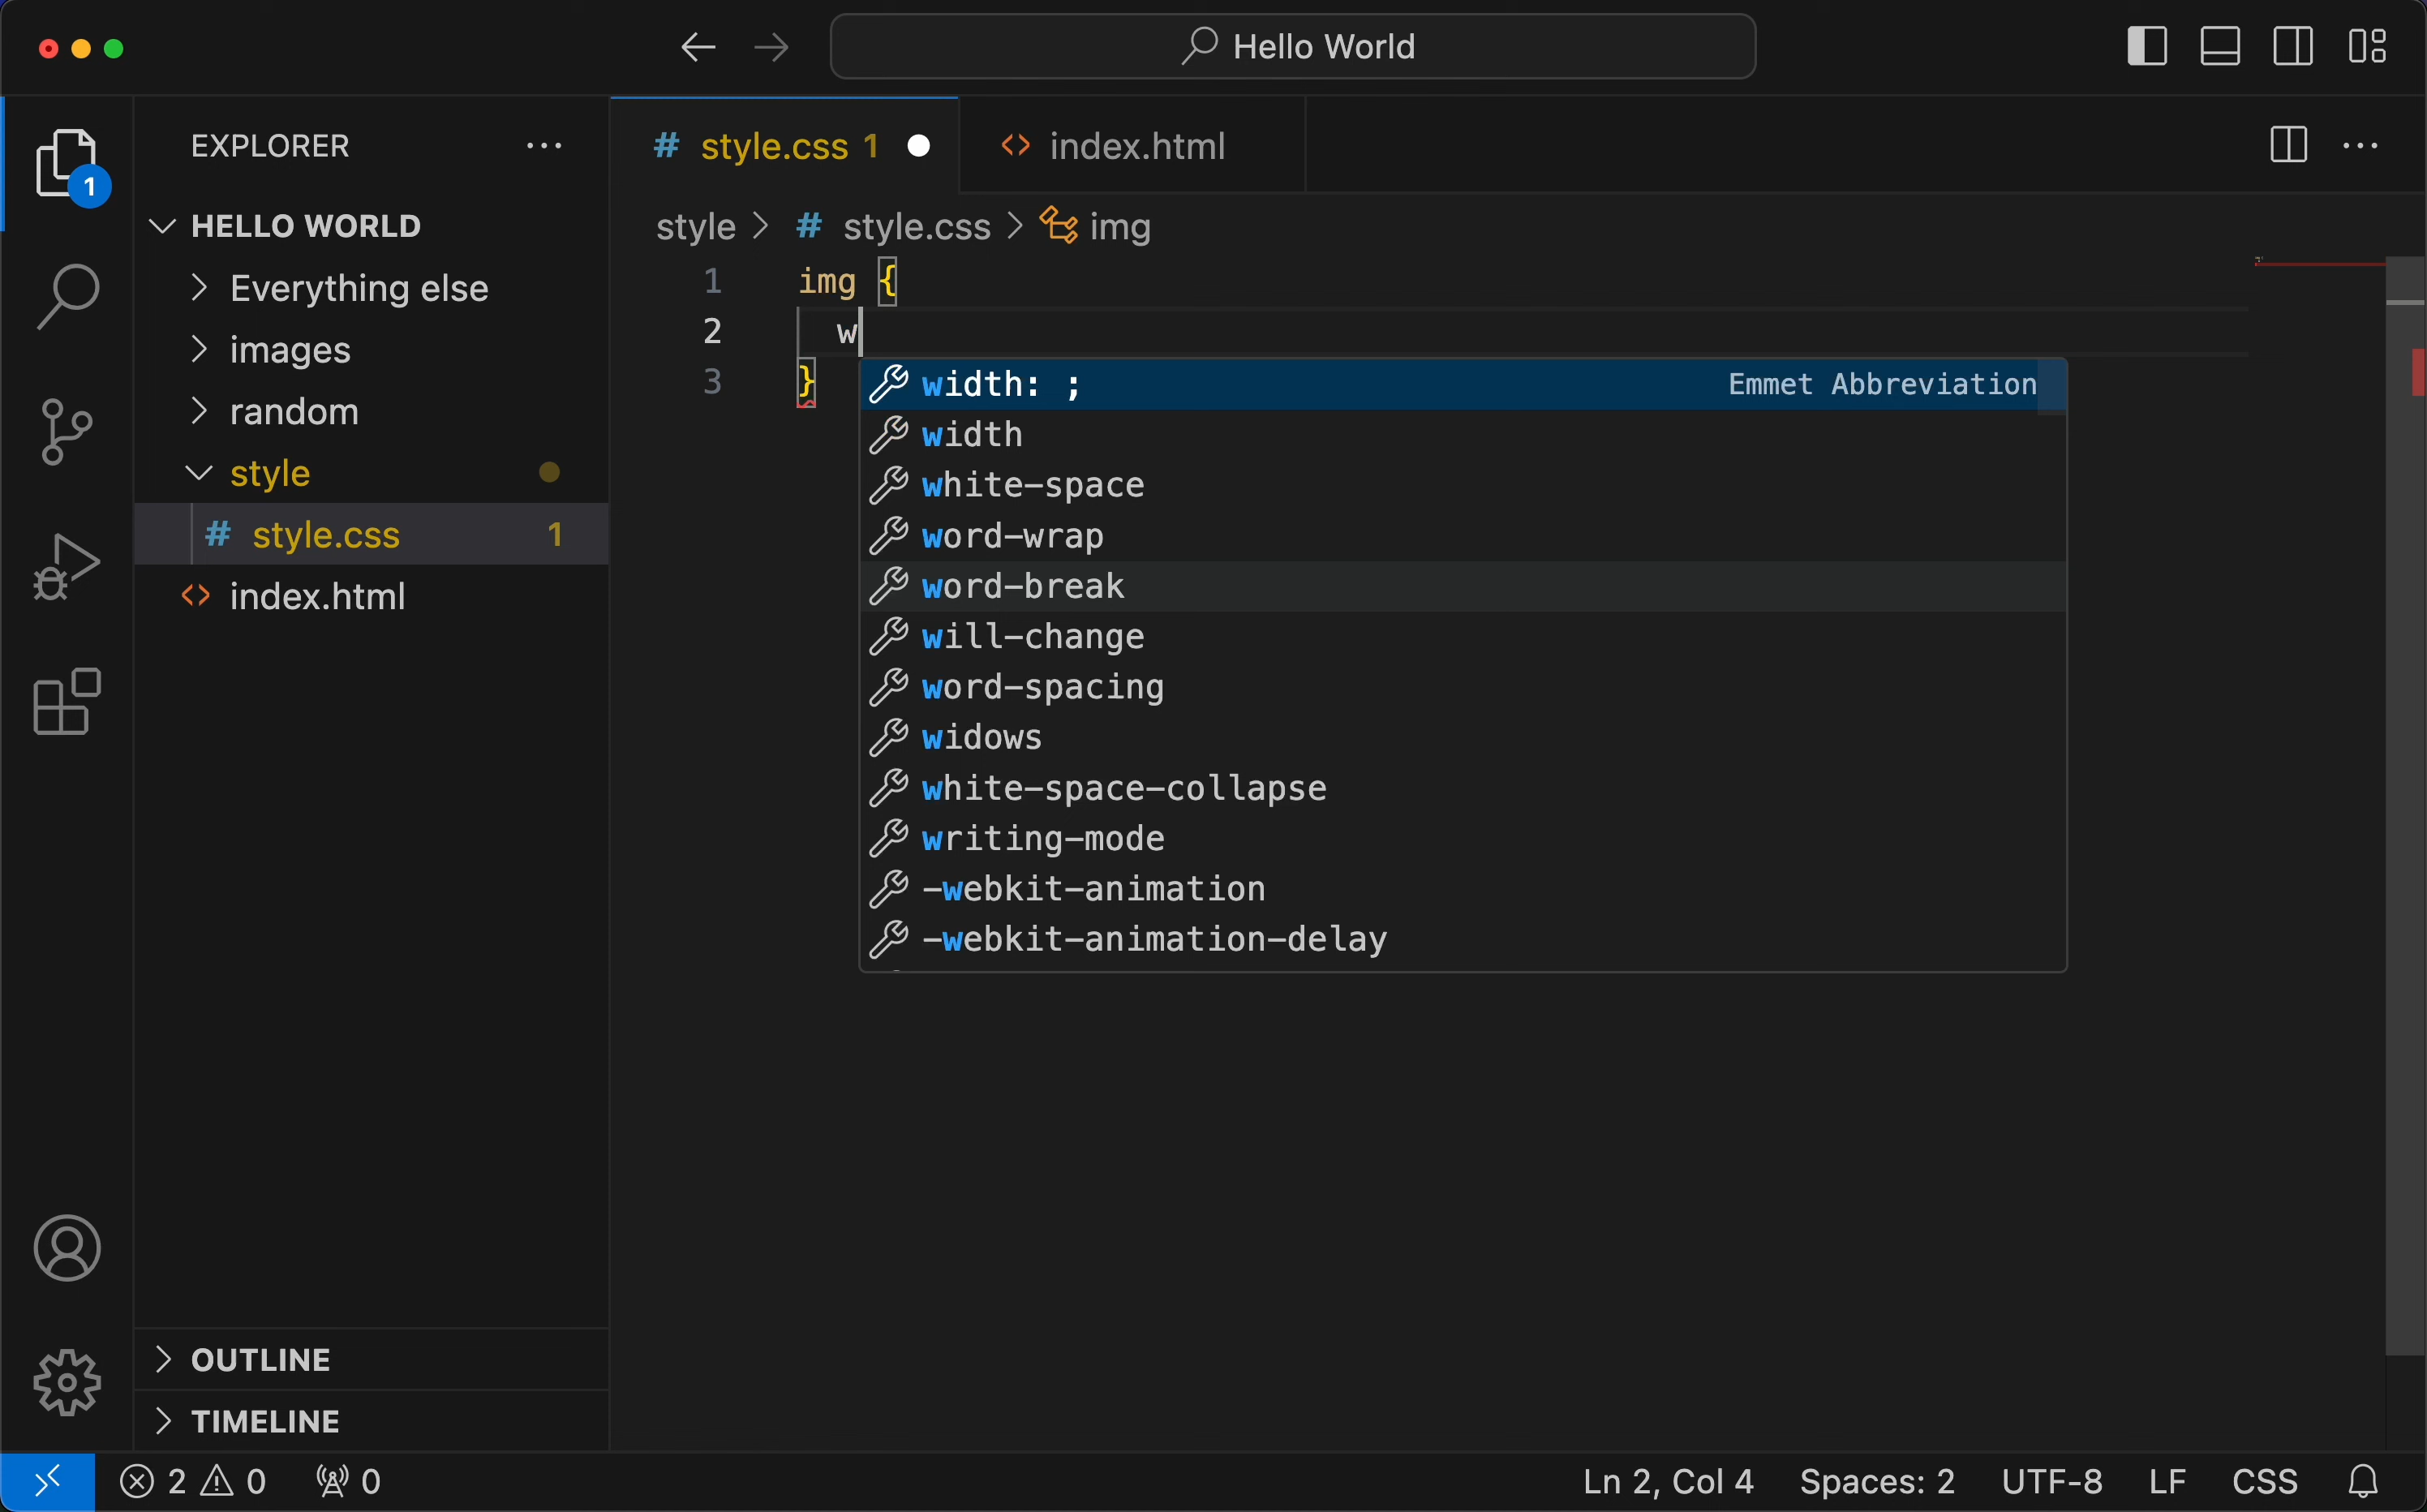 Hello World
EXPLORER
1
HELLO WORLD
Everything else
images
random
style
# style.css 1
index.html
OUTLINE
TIMELINE
# style.css 1
index.html
style > # style.css > img
1 img {
2 w
3 }
width: ; Emmet Abbreviation
width
white-space
word-wrap
word-break
will-change
word-spacing
widows
white-space-collapse
writing-mode
-webkit-animation
-webkit-animation-delay
2 0 0 Ln 2, Col 4 Spaces: 2 UTF-8 LF CSS